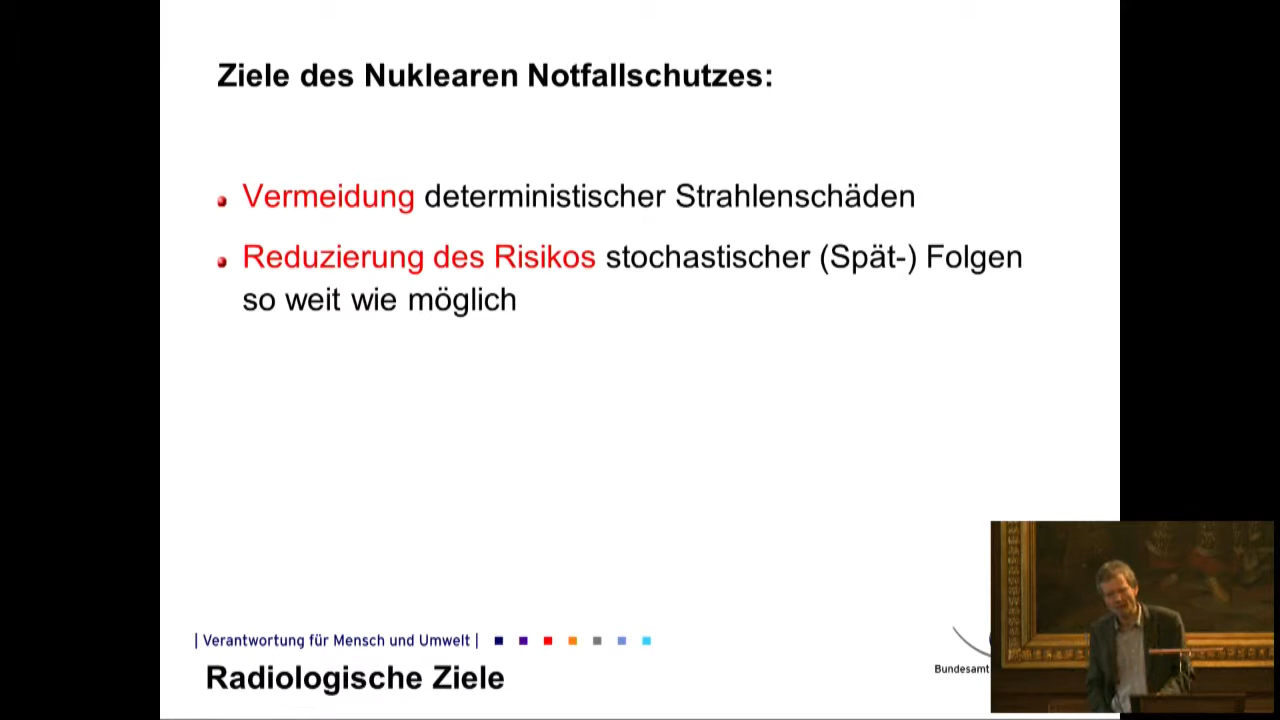 Ziele des Nuklearen Notfallschutzes:
Vermeidung deterministischer Strahlenschäden
Reduzierung des Risikos stochastischer (Spät-) Folgen
so weit wie möglich
| Verantwortung für Mensch und Umwelt |
Bundesamt
Radiologische Ziele